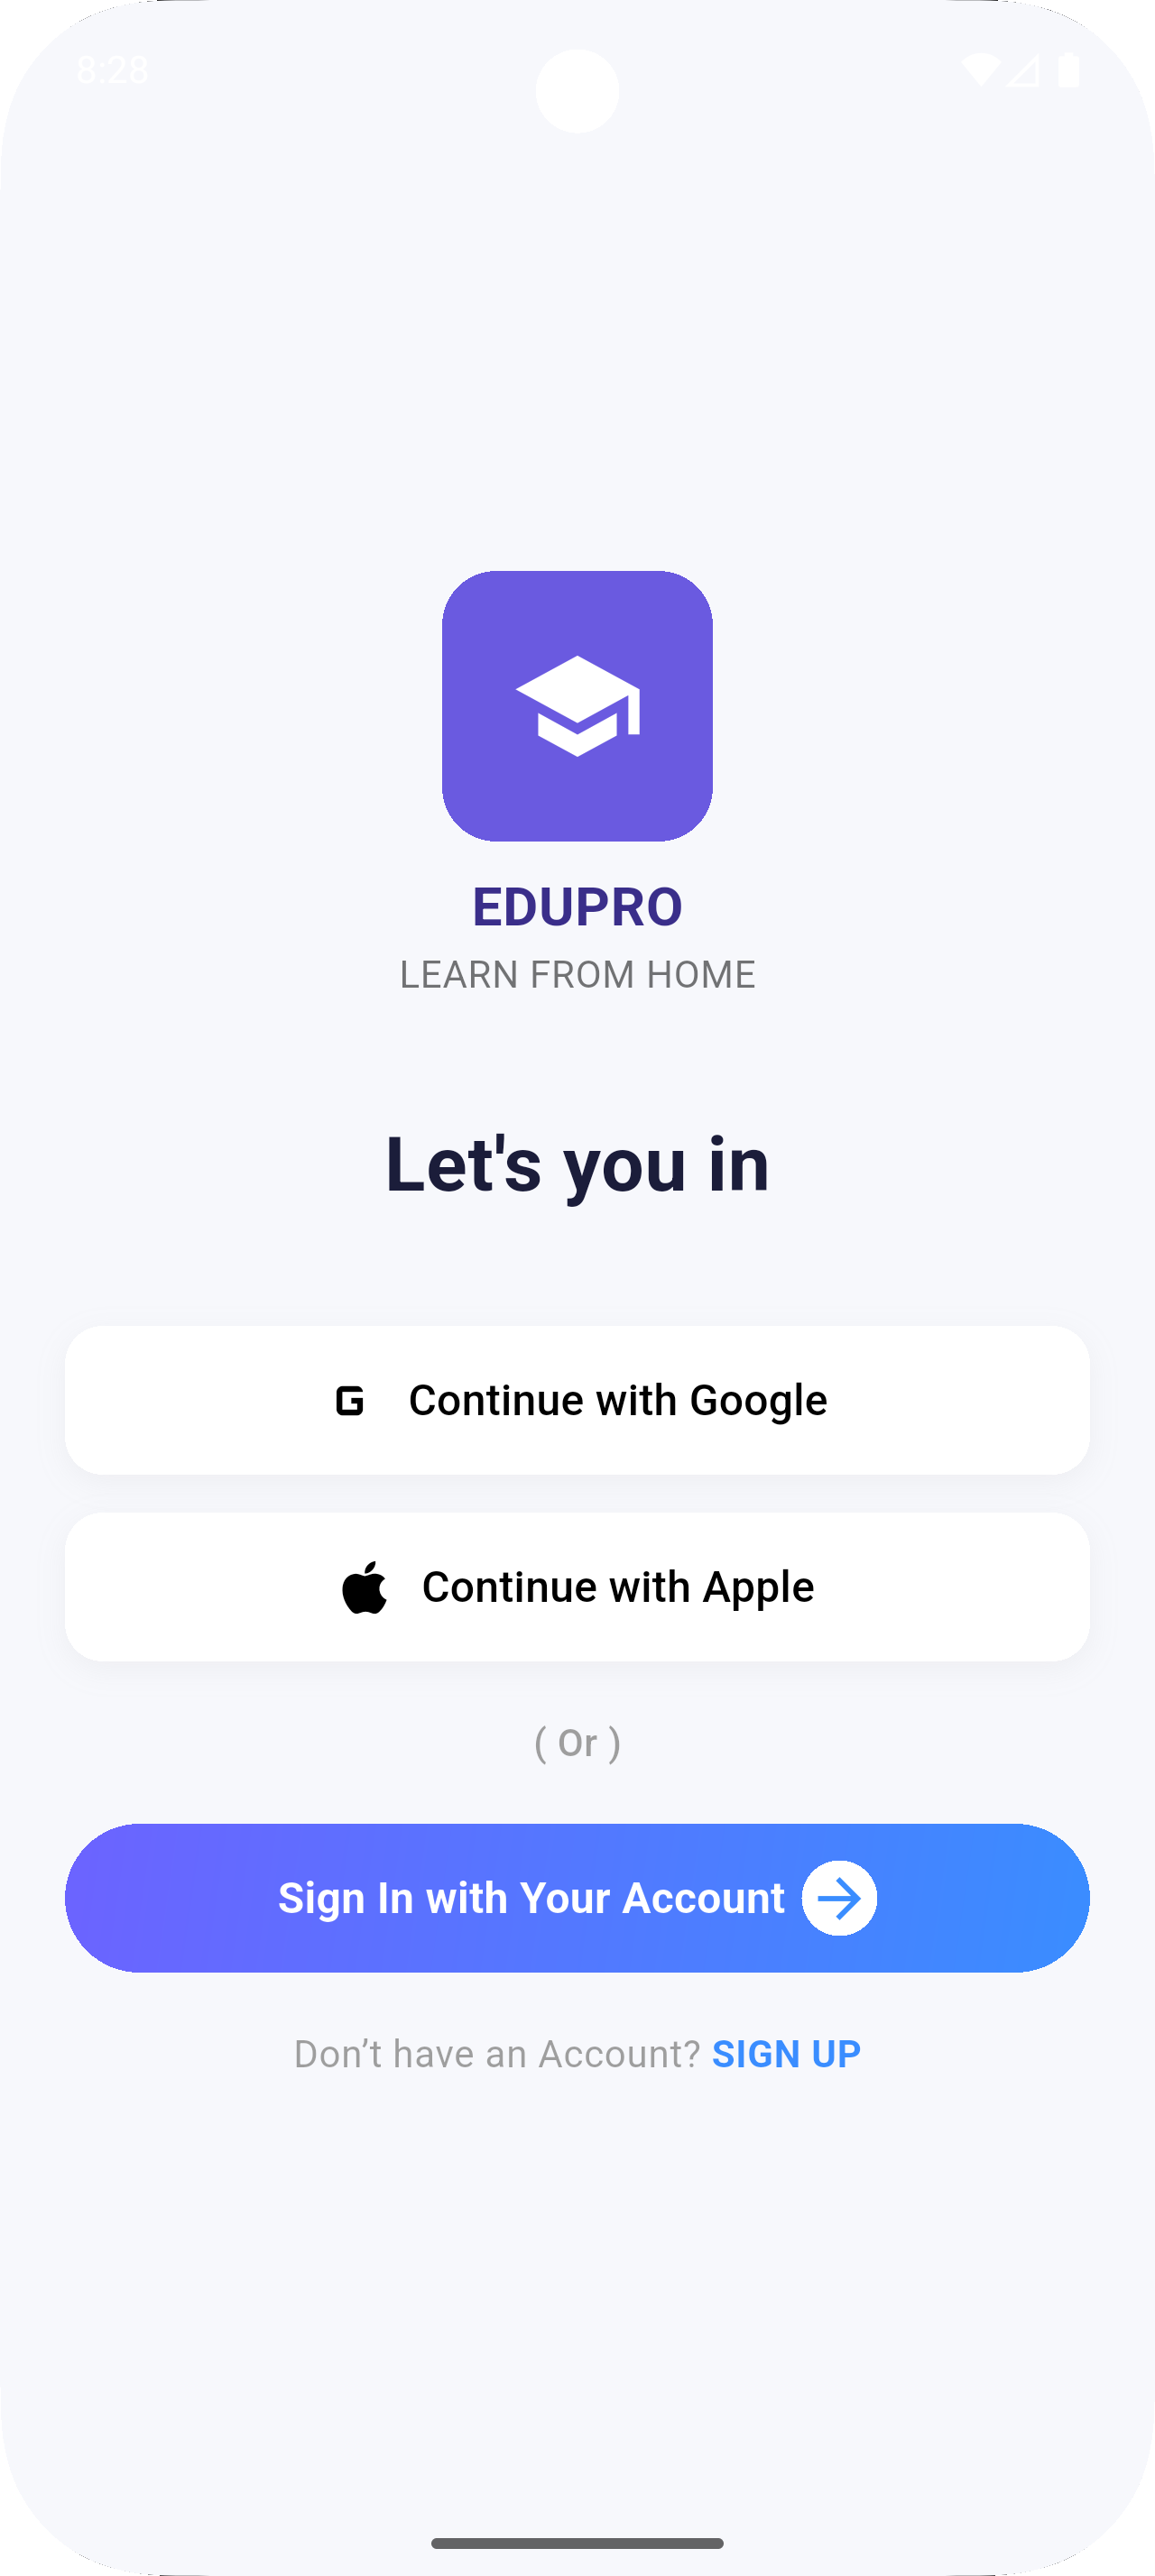 8:28
EDUPRO
LEARN FROM HOME
Let's you in
G Continue with Google
Continue with Apple
( Or )
Sign In with Your Account
Don’t have an Account? SIGN UP